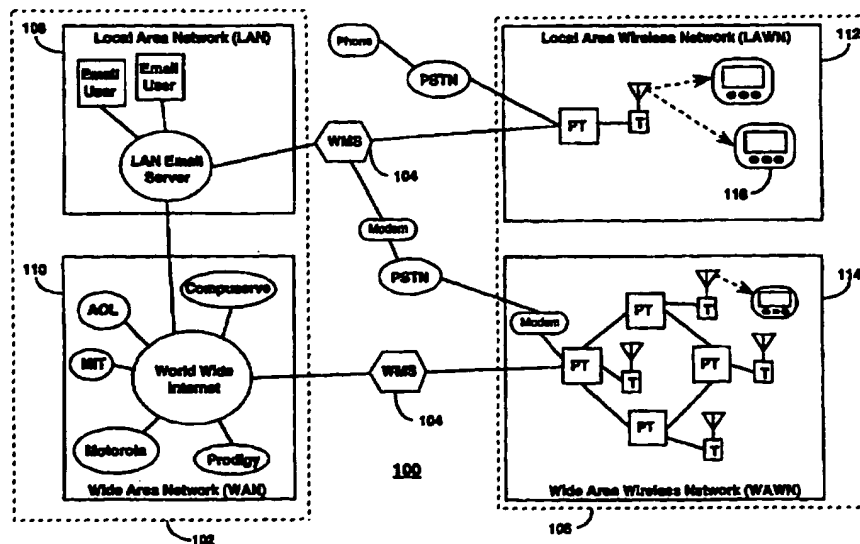 108
Local Area Network (LAN)
Email
User
Email
User
LAN Email
Server
Phone
PSTN
WMS
104
Local Area Wireless Network (LAWN)
112
PT
T
116
Modem
PSTN
Modem
110
AOL
Compuserve
MIT
World Wide
Internet
Motorola
Prodigy
Wide Area Network (WAN)
102
WMS
104
100
114
PT
T
PT
T
PT
T
PT
T
Wide Area Wireless Network (WAWN)
106